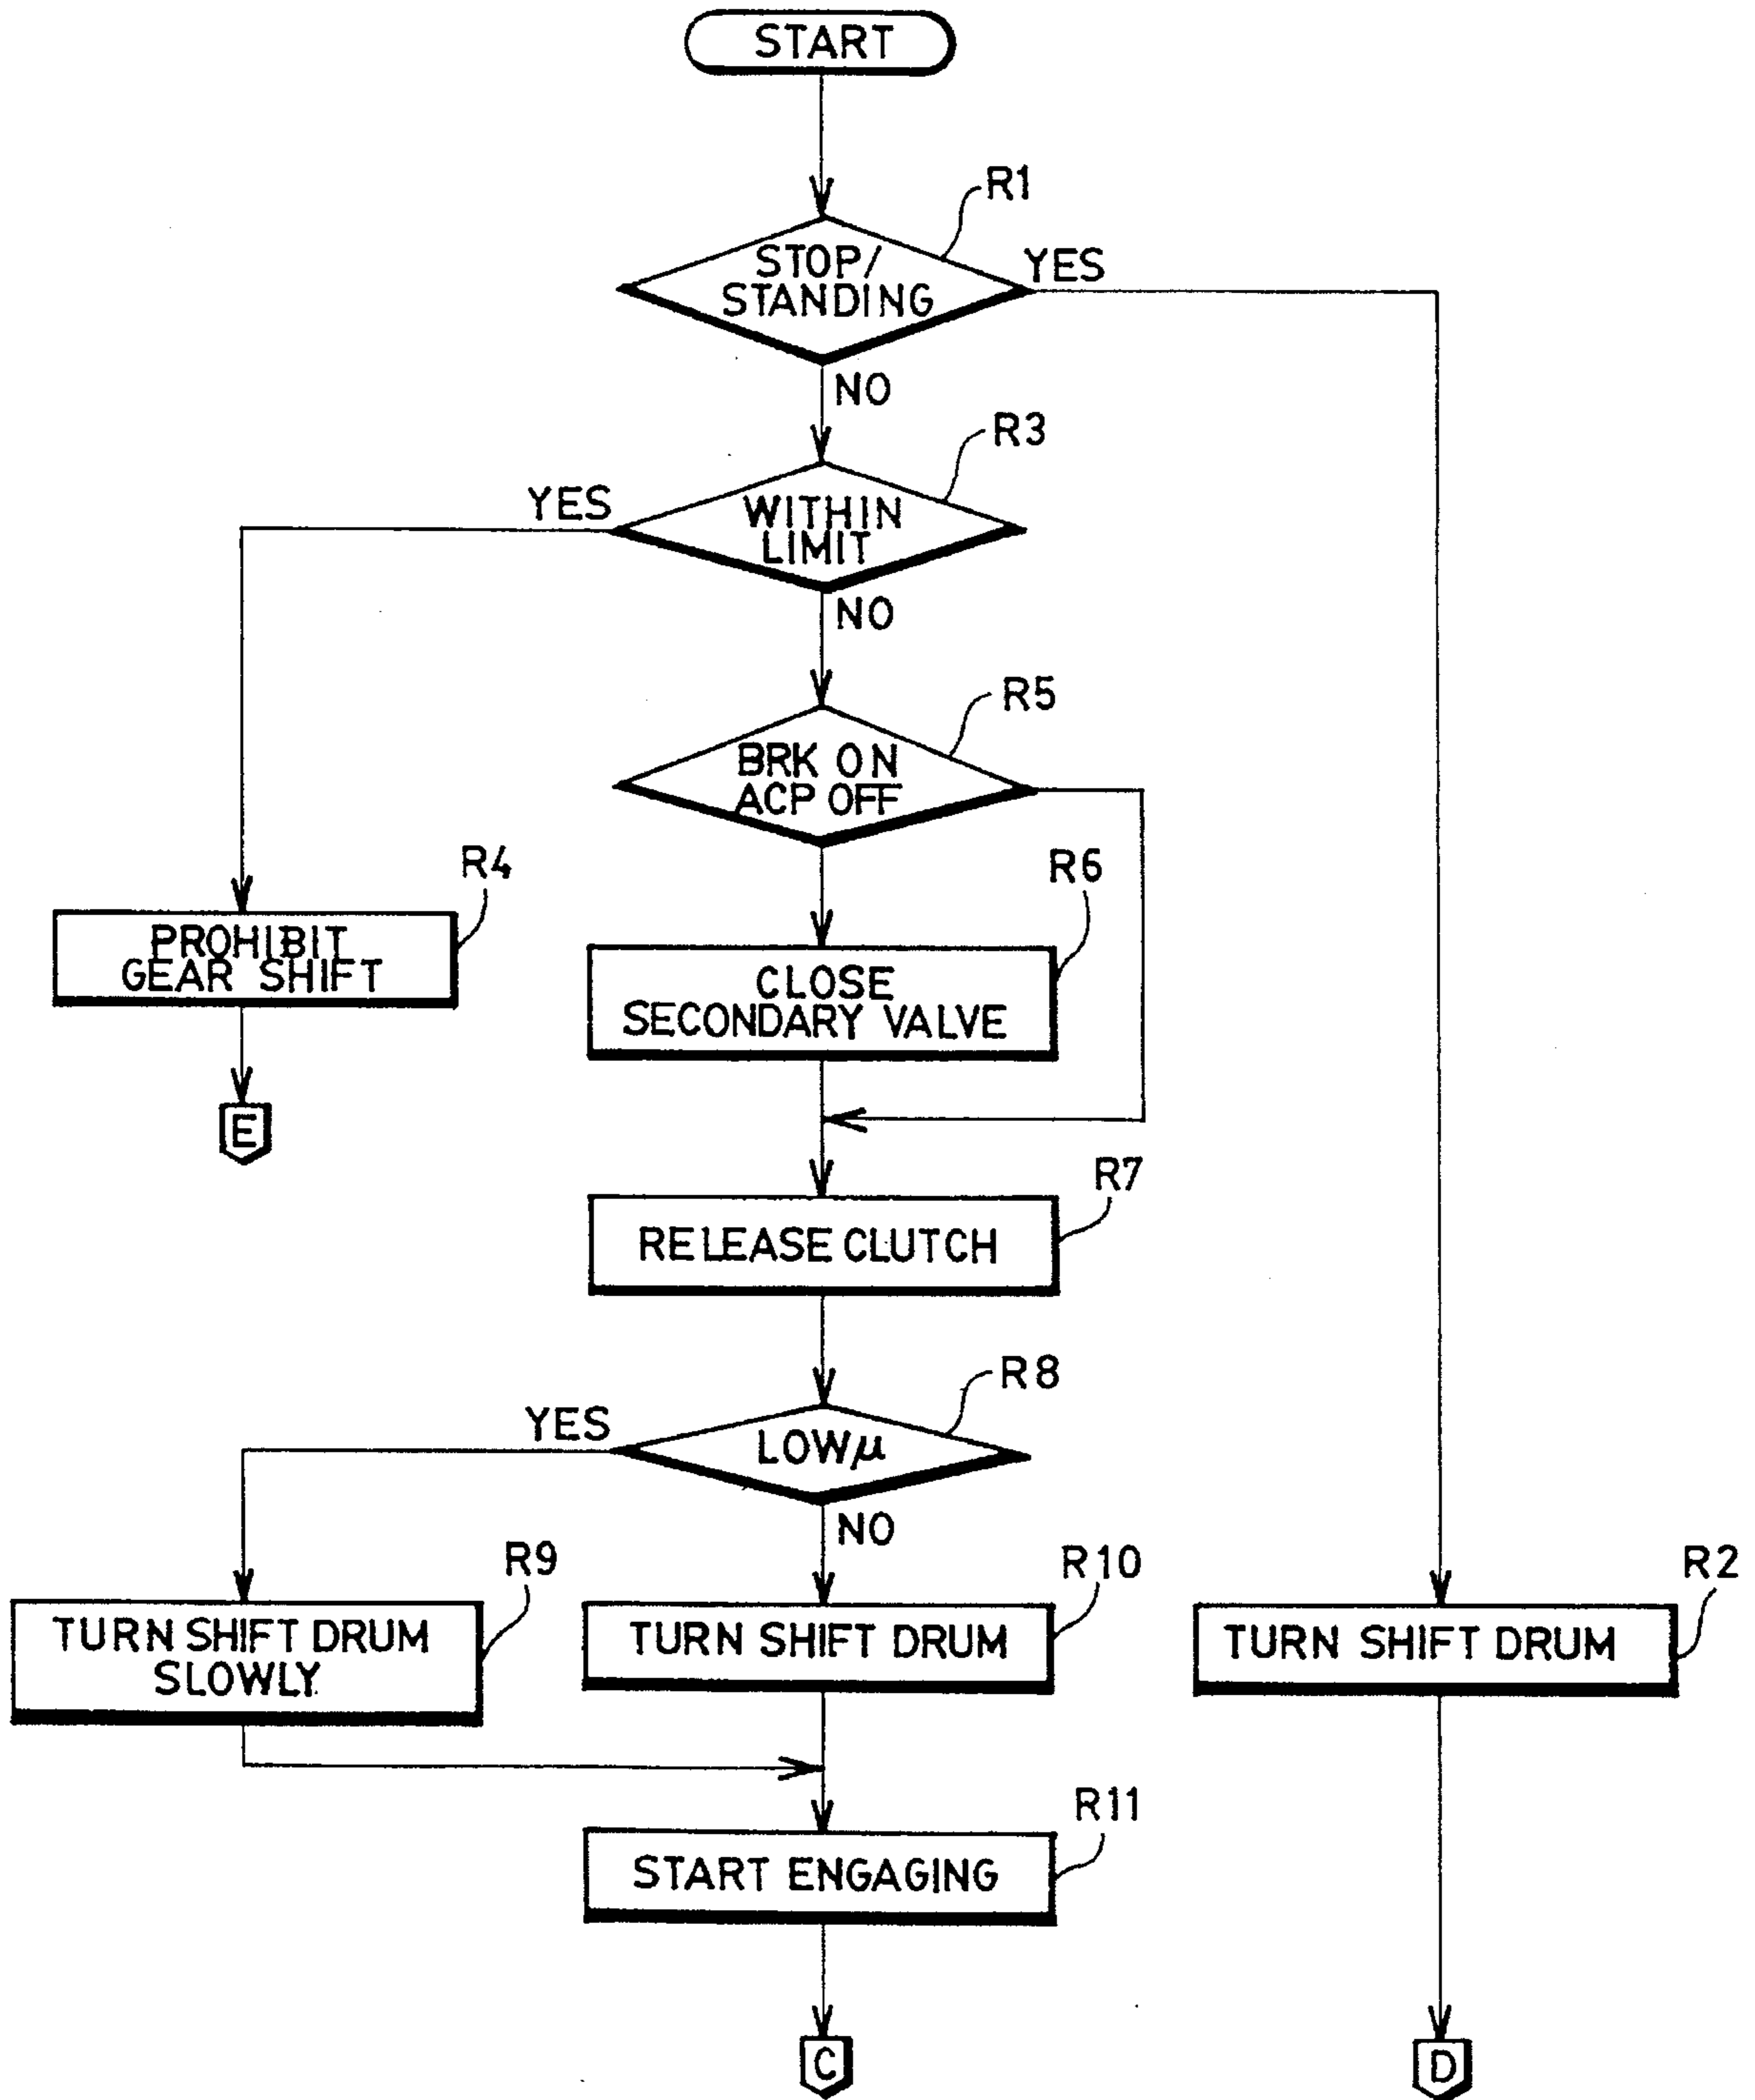 START
R1
STOP/
STANDING
YES
NO
R3
YES
WITHIN
LIMIT
NO
R5
BRK ON
ACP OFF
R4
PROHIBIT
GEAR SHIFT
R6
CLOSE
SECONDARY VALVE
E
R7
RELEASE CLUTCH
R8
YES
LOW μ
NO
R9
TURN SHIFT DRUM
SLOWLY
R10
TURN SHIFT DRUM
R2
TURN SHIFT DRUM
R11
START ENGAGING
C
D